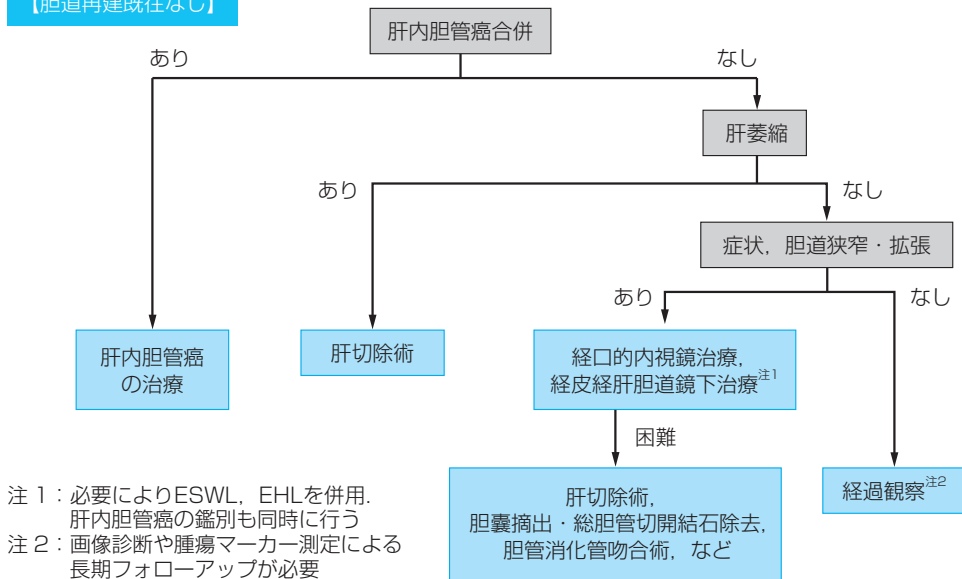 【胆道再建既往なし】
肝内胆管癌合併
あり
なし
肝萎縮
あり
なし
症状，胆道狭窄・拡張
あり
なし
肝内胆管癌
の治療
肝切除術
経口的内視鏡治療，
経皮経肝胆道鏡下治療注1
困難
肝切除術，
胆嚢摘出・総胆管切開結石除去，
胆管消化管吻合術，など
経過観察注2
注 1：必要によりESWL，EHLを併用．
肝内胆管癌の鑑別も同時に行う
注 2：画像診断や腫瘍マーカー測定による
長期フォローアップが必要